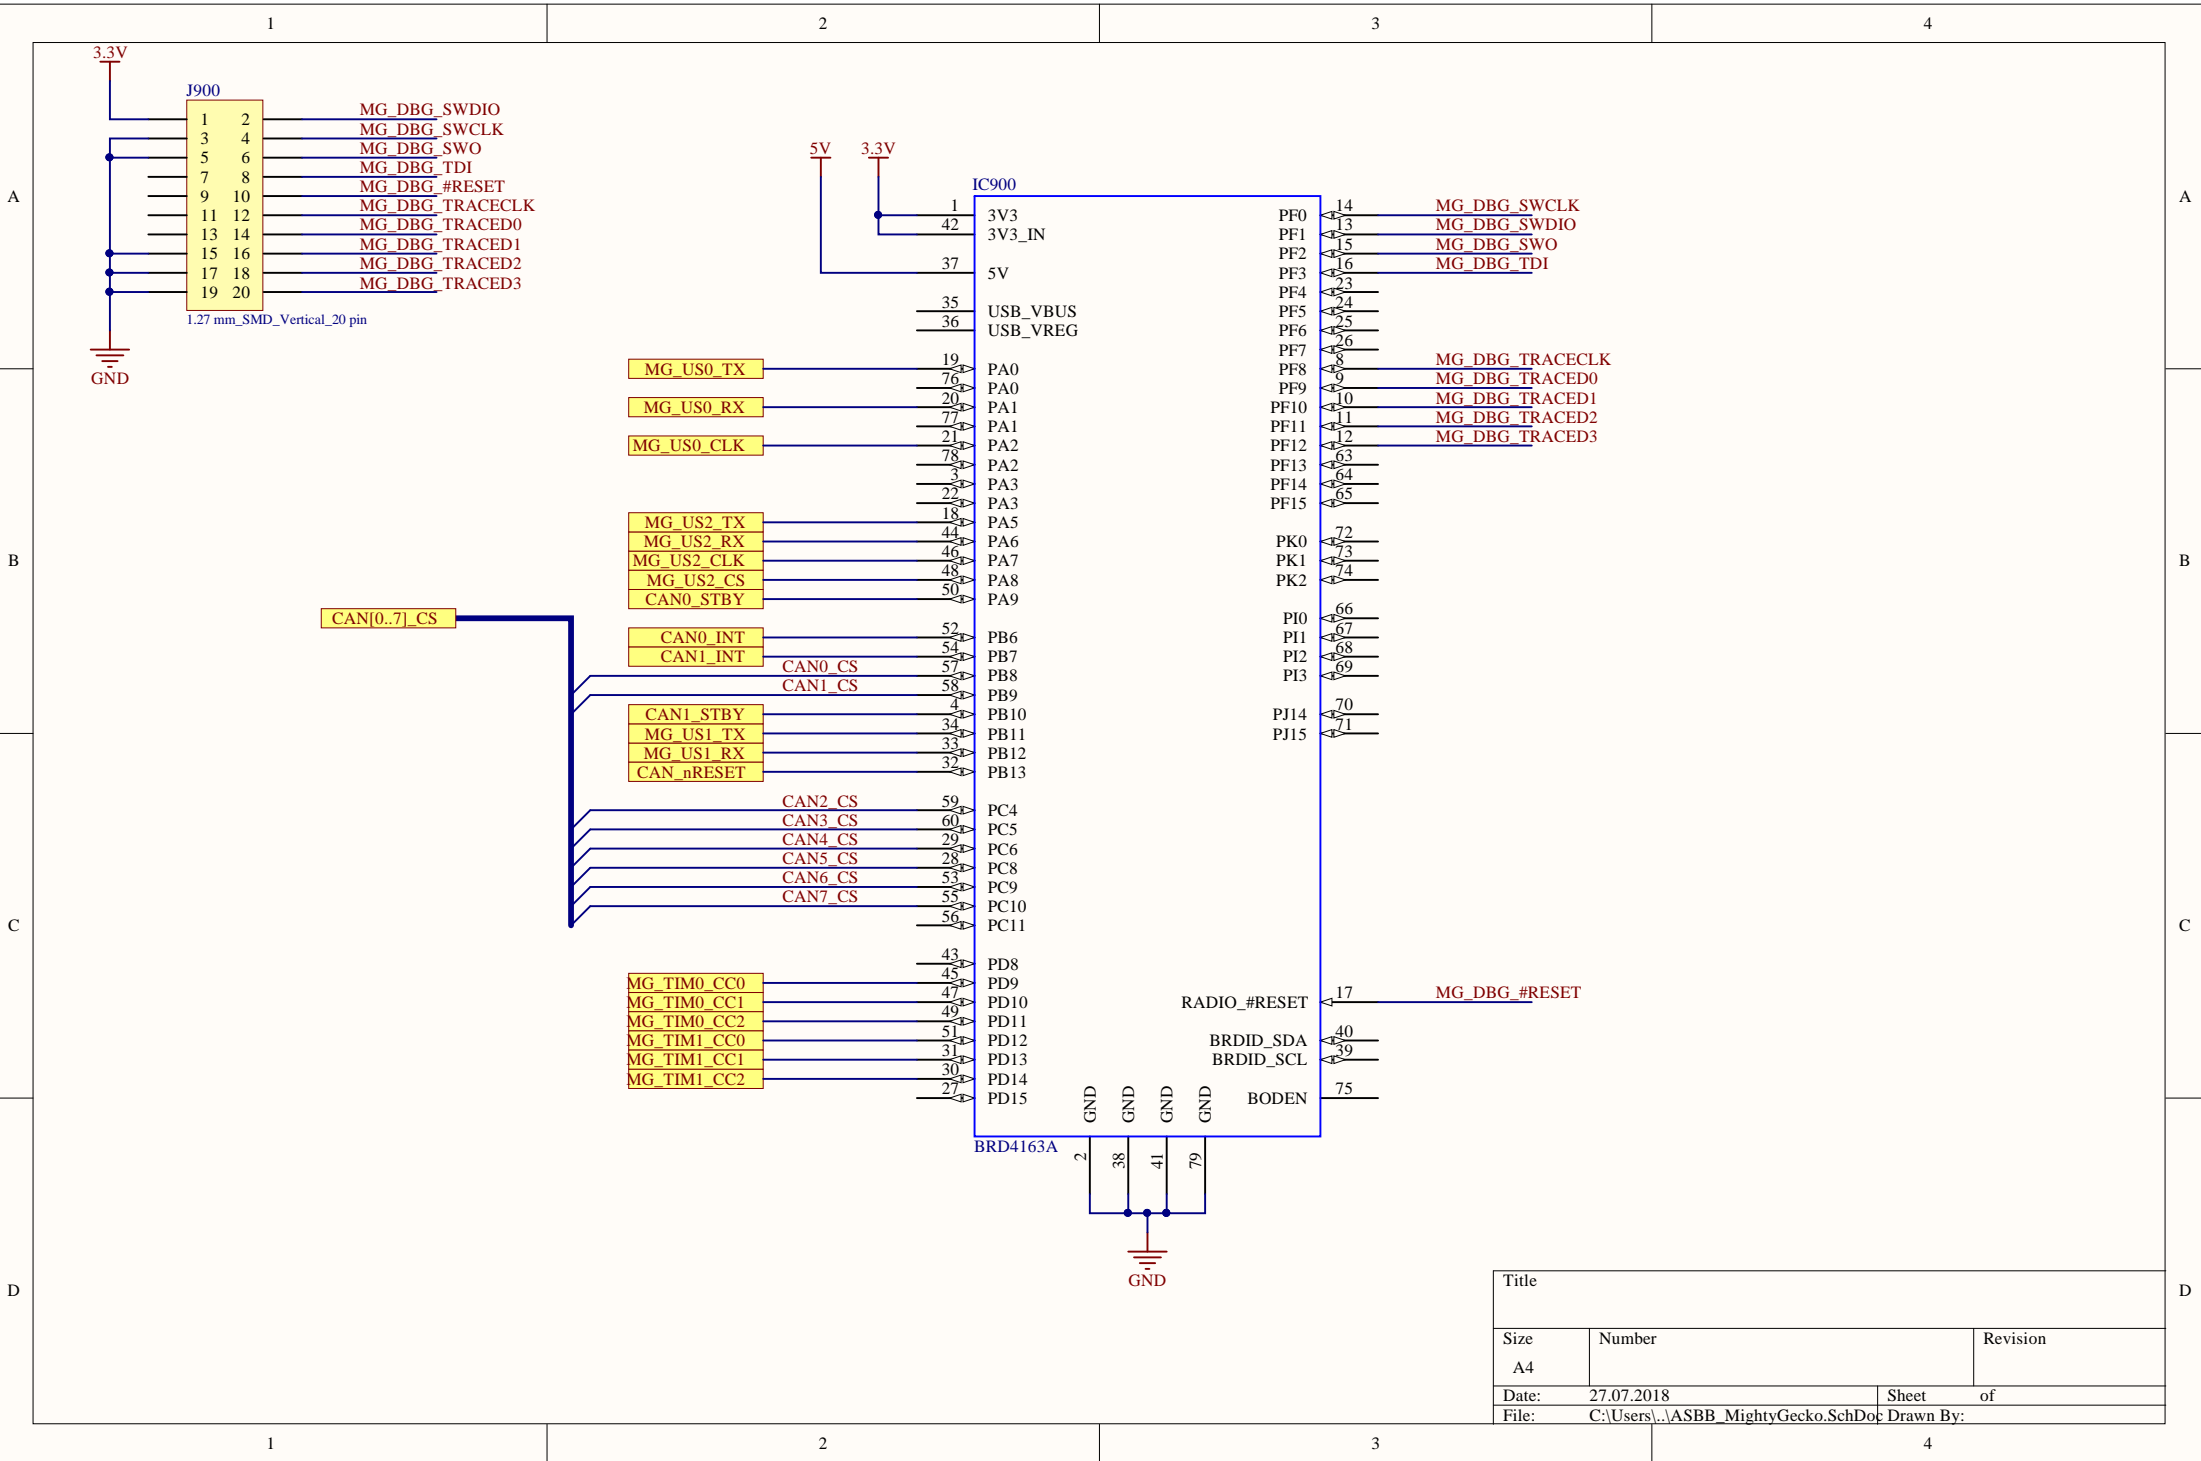 1 2 3 4
3.3V
J900
1 2 MG_DBG_SWDIO
3 4 MG_DBG_SWCLK
5 6 MG_DBG_SWO
7 8 MG_DBG_TDI
9 10 MG_DBG_#RESET
11 12 MG_DBG_TRACECLK
13 14 MG_DBG_TRACED0
15 16 MG_DBG_TRACED1
17 18 MG_DBG_TRACED2
19 20 MG_DBG_TRACED3
1.27 mm_SMD_Vertical_20 pin
GND
A A
B B
C C
D D
5V 3.3V
IC900
1 3V3
42 3V3_IN
37 5V
35 USB_VBUS
36 USB_VREG
MG_US0_TX 19 PA0
76 PA0
MG_US0_RX 20 PA1
77 PA1
MG_US0_CLK 21 PA2
78 PA2
3 PA3
22 PA3
MG_US2_TX 18 PA5
MG_US2_RX 44 PA6
MG_US2_CLK 46 PA7
MG_US2_CS 48 PA8
CAN0_STBY 50 PA9
CAN[0..7]_CS
CAN0_INT 52 PB6
CAN1_INT 54 PB7
CAN0_CS 57 PB8
CAN1_CS 58 PB9
CAN1_STBY 4 PB10
MG_US1_TX 34 PB11
MG_US1_RX 33 PB12
CAN_nRESET 32 PB13
CAN2_CS 59 PC4
CAN3_CS 60 PC5
CAN4_CS 29 PC6
CAN5_CS 28 PC8
CAN6_CS 53 PC9
CAN7_CS 55 PC10
56 PC11
43 PD8
MG_TIM0_CC0 45 PD9
MG_TIM0_CC1 47 PD10
MG_TIM0_CC2 49 PD11
MG_TIM1_CC0 51 PD12
MG_TIM1_CC1 31 PD13
MG_TIM1_CC2 30 PD14
27 PD15
PF0 14 MG_DBG_SWCLK
PF1 13 MG_DBG_SWDIO
PF2 15 MG_DBG_SWO
PF3 16 MG_DBG_TDI
PF4 23
PF5 24
PF6 25
PF7 26
PF8 8 MG_DBG_TRACECLK
PF9 9 MG_DBG_TRACED0
PF10 10 MG_DBG_TRACED1
PF11 11 MG_DBG_TRACED2
PF12 12 MG_DBG_TRACED3
PF13 63
PF14 64
PF15 65
PK0 72
PK1 73
PK2 74
PI0 66
PI1 67
PI2 68
PI3 69
PJ14 70
PJ15 71
RADIO_#RESET 17 MG_DBG_#RESET
BRDID_SDA 40
BRDID_SCL 39
BODEN 75
GND GND GND GND
BRD4163A
2 38 41 79
GND
Title
Size Number Revision
A4
Date: 27.07.2018 Sheet of
File: C:\Users\..\ASBB_MightyGecko.SchDoc Drawn By:
1 2 3 4